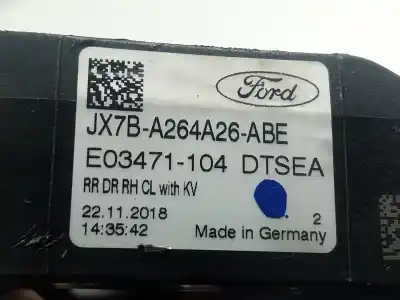 Ford
JX7B-A264A26-ABE
E03471-104 DTSEA
RR DR RH CL with KV
22.11.2018
14:35:42
2
Made in Germany